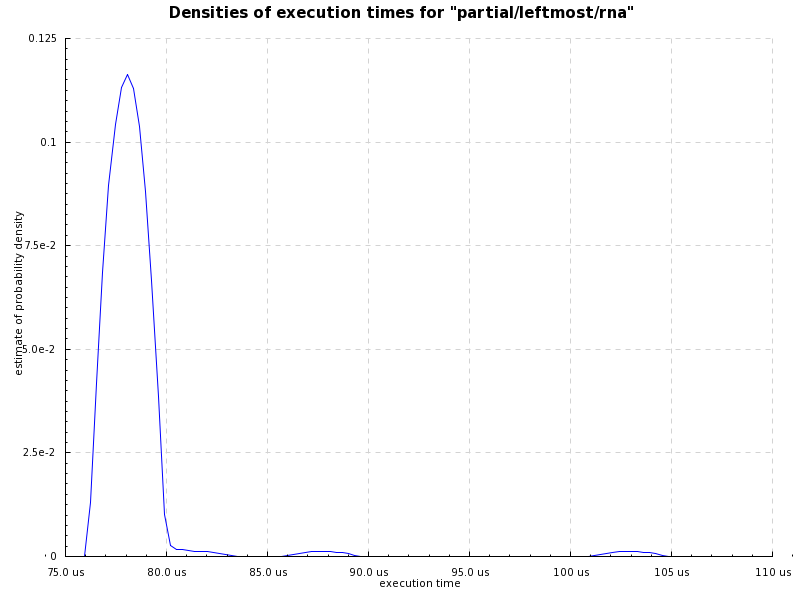 Densities of execution times for "partial/leftmost/rna"
0.125
0.1
7.5e-2
5.0e-2
2.5e-2
0
estimate of probability density
75.0 us 80.0 us 85.0 us 90.0 us 95.0 us 100 us 105 us 110 us
execution time